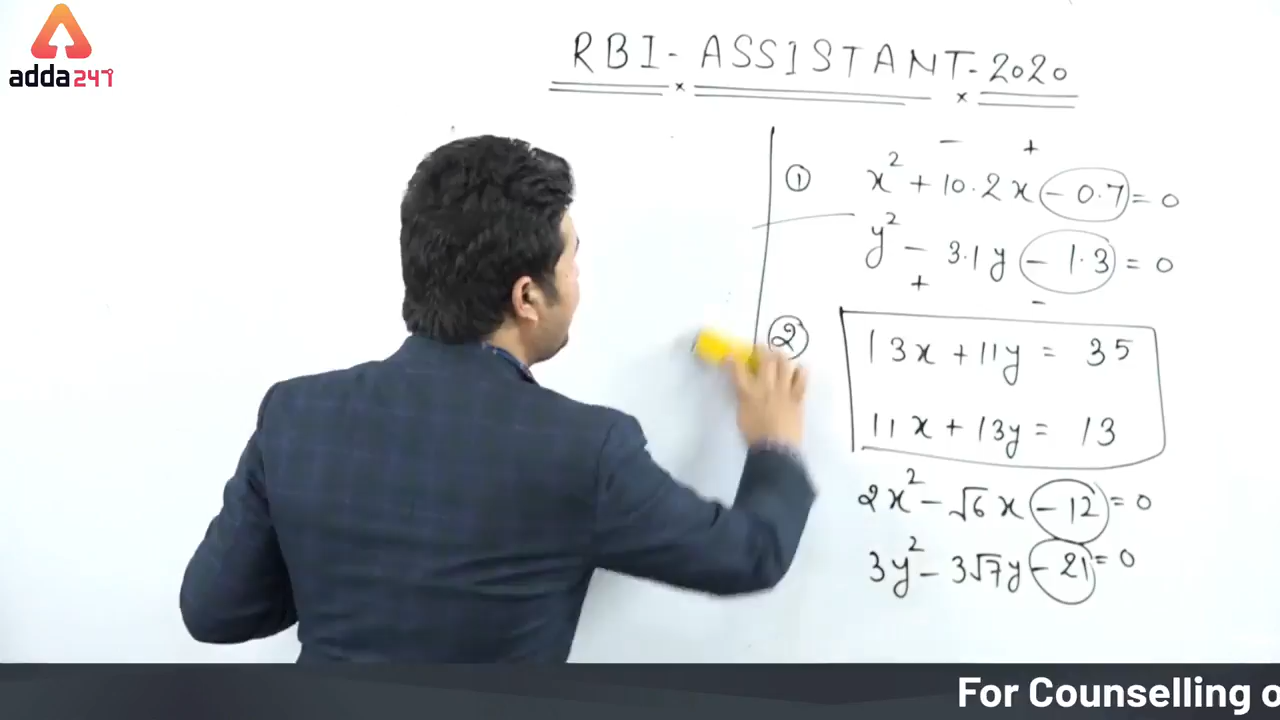 adda247
RBI - ASSISTANT - 2020
① x² + 10.2x - 0.7 = 0
y² - 3.1y - 1.3 = 0
② 13x + 11y = 35
11x + 13y = 13
2x² - √6x - 12 = 0
3y² - 3√7y - 21 = 0
For Counselling